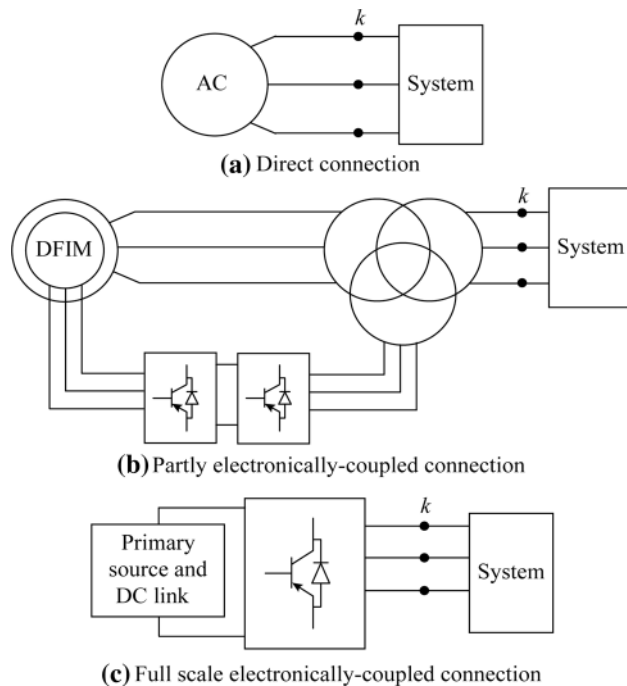 k
AC
System
(a) Direct connection
k
DFIM
System
(b) Partly electronically-coupled connection
k
Primary
source and
DC link
System
(c) Full scale electronically-coupled connection